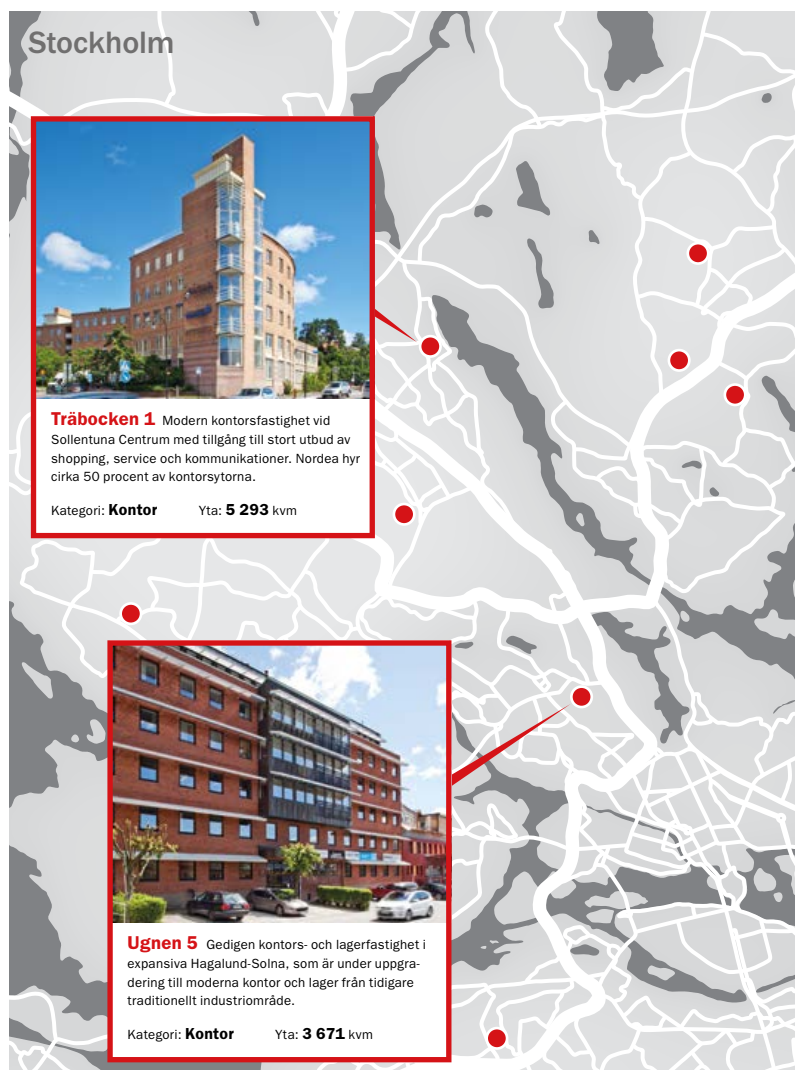 Stockholm
Träbocken 1 Modern kontorsfastighet vid
Sollentuna Centrum med tillgång till stort utbud av
shopping, service och kommunikationer. Nordea hyr
cirka 50 procent av kontorsytorna.
Kategori: Kontor Yta: 5 293 kvm
Ugnen 5 Gedigen kontors- och lagerfastighet i
expansiva Hagalund-Solna, som är under uppgra-
dering till moderna kontor och lager från tidigare
traditionellt industriområde.
Kategori: Kontor Yta: 3 671 kvm